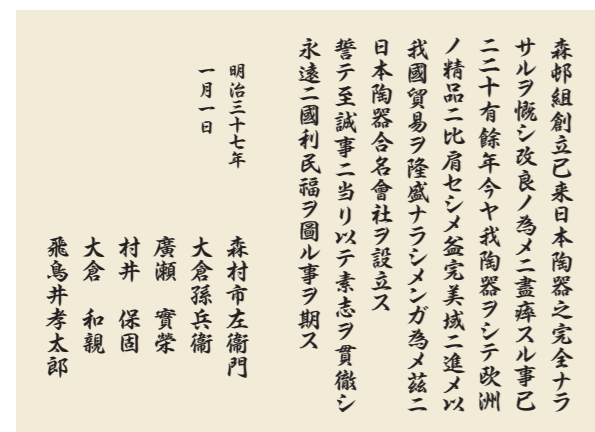 森邨組創立已来日本陶器之完全ナラ
サルヲ慨シ改良ノ為メニ盡瘁スル事已
ニ二十有餘年今ヤ我陶器ヲシテ欧洲
ノ精品ニ比肩セシメ益完美域ニ進メ以
我國貿易ヲ隆盛ナラシメンガ為メ茲ニ
日本陶器合名會社ヲ設立ス
誓テ至誠事ニ当リ以テ素志ヲ貫徹シ
永遠ニ國利民福ヲ圖ル事ヲ期ス
明治三十七年
一月一日
森村市左衞門
大倉孫兵衞
廣瀬 實榮
村井 保固
大倉 和親
飛鳥井孝太郎